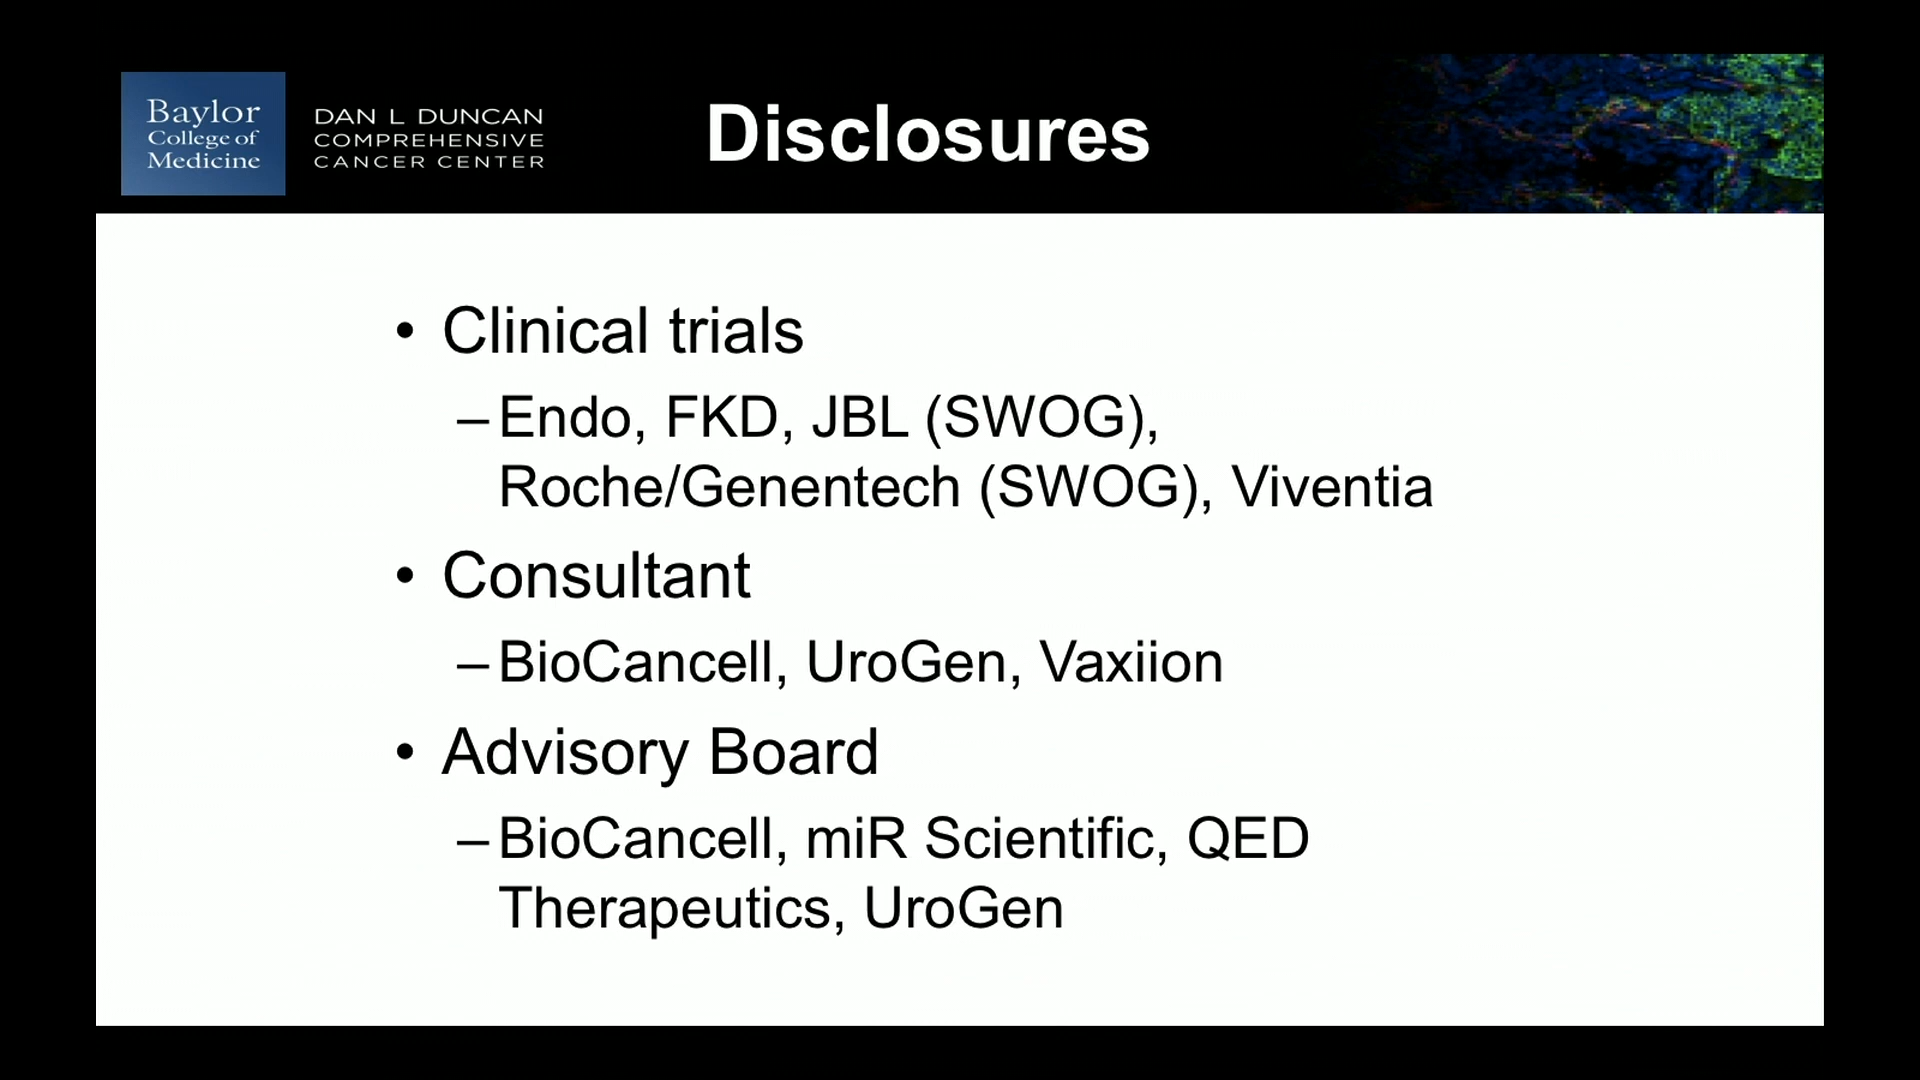 Baylor
College of
Medicine
DAN L DUNCAN
COMPREHENSIVE
CANCER CENTER
Disclosures
• Clinical trials
– Endo, FKD, JBL (SWOG),
Roche/Genentech (SWOG), Viventia
• Consultant
– BioCancell, UroGen, Vaxiion
• Advisory Board
– BioCancell, miR Scientific, QED
Therapeutics, UroGen